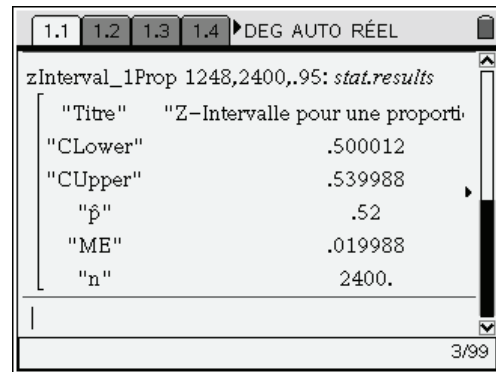 1.1 1.2 1.3 1.4 DEG AUTO RÉEL
zInterval_1Prop 1248,2400,.95: stat.results
"Titre" "Z-Intervalle pour une proporti
"CLower" .500012
"CUpper" .539988
"p̂" .52
"ME" .019988
"n" 2400.
3/99